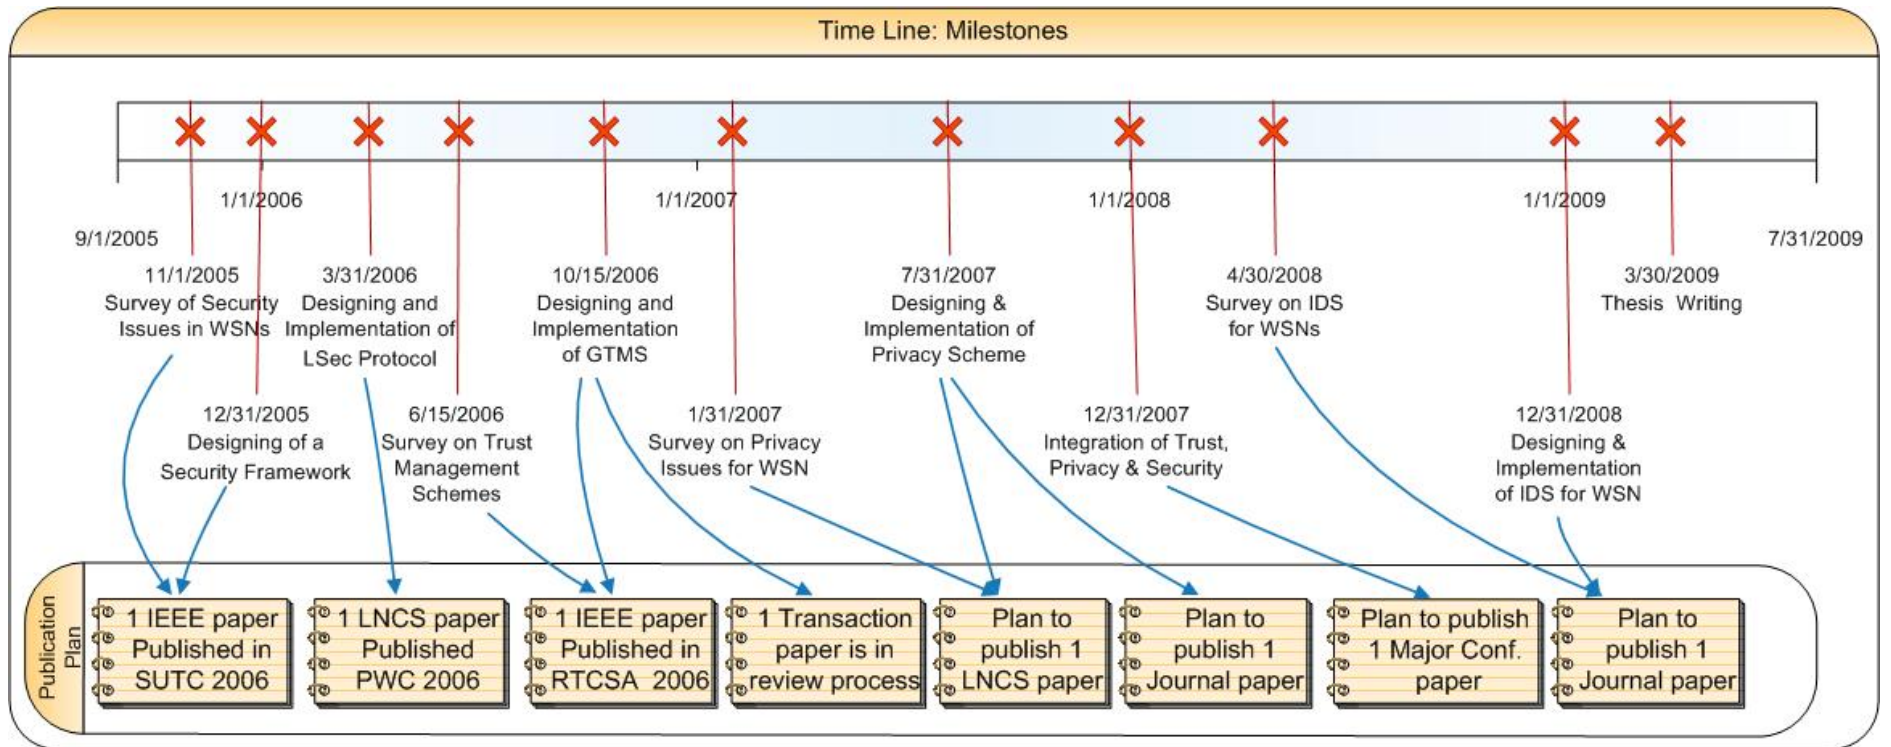 Time Line: Milestones
1/1/2006
1/1/2007
1/1/2008
1/1/2009
9/1/2005
7/31/2009
11/1/2005
Survey of Security
Issues in WSNs
3/31/2006
Designing and
Implementation of
LSec Protocol
10/15/2006
Designing and
Implementation
of GTMS
7/31/2007
Designing &
Implementation of
Privacy Scheme
4/30/2008
Survey on IDS
for WSNs
3/30/2009
Thesis Writing
12/31/2005
Designing of a
Security Framework
6/15/2006
Survey on Trust
Management
Schemes
1/31/2007
Survey on Privacy
Issues for WSN
12/31/2007
Integration of Trust,
Privacy & Security
12/31/2008
Designing &
Implementation
of IDS for WSN
Publication
Plan
1 IEEE paper
Published in
SUTC 2006
1 LNCS paper
Published
PWC 2006
1 IEEE paper
Published in
RTCSA 2006
1 Transaction
paper is in
review process
Plan to
publish 1
LNCS paper
Plan to
publish 1
Journal paper
Plan to publish
1 Major Conf.
paper
Plan to
publish 1
Journal paper